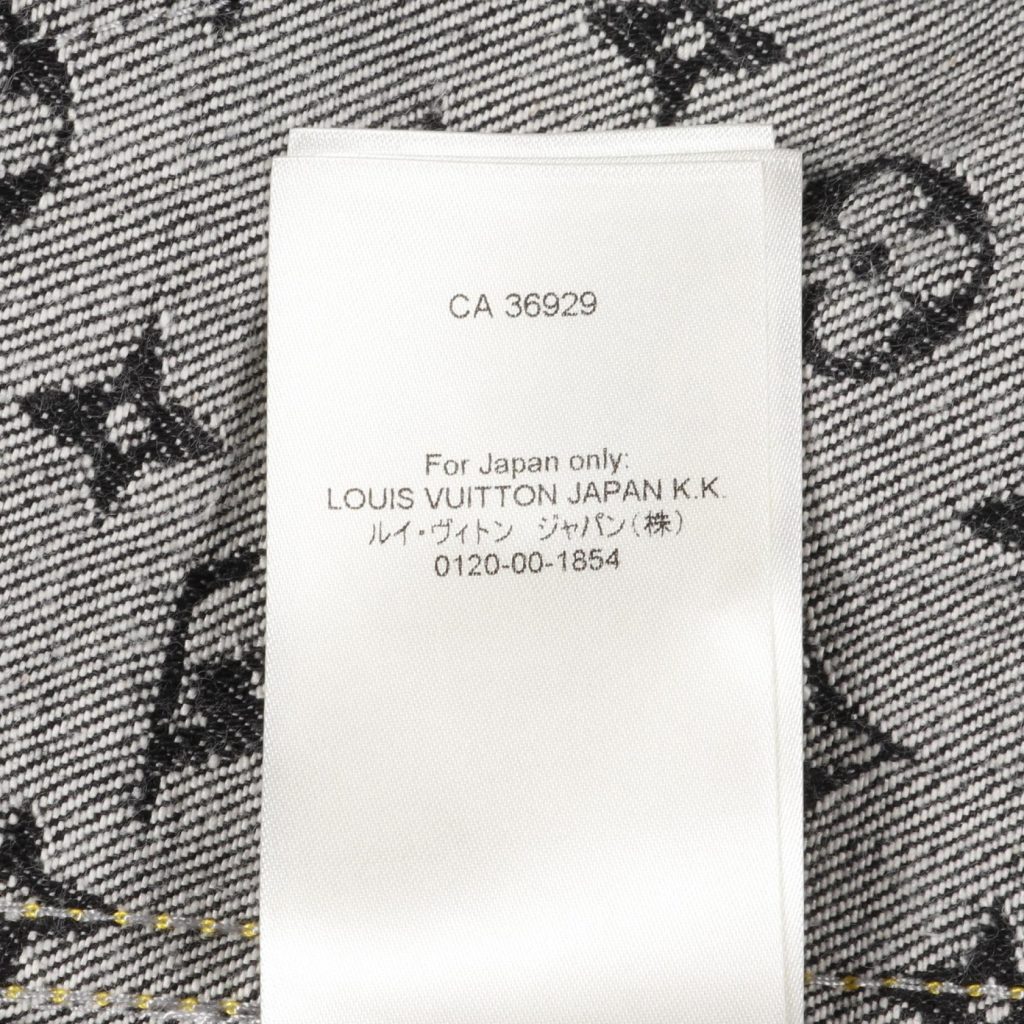 CA 36929
For Japan only:
LOUIS VUITTON JAPAN K.K.
ルイ・ヴィトン ジャパン(株)
0120-00-1854